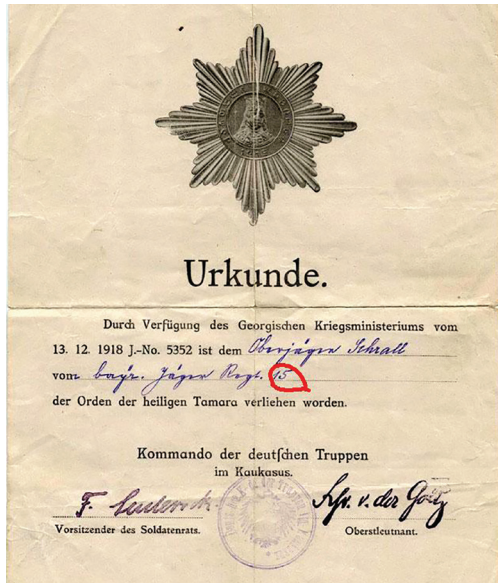 Urkunde.
Durch Verfügung des Georgischen Kriegsministeriums vom
13. 12. 1918 J.-No. 5352 ist dem Oberjäger Schrall
vom bayr. Jäger Regt. 15
der Orden der heiligen Tamara verliehen worden.
Kommando der deutschen Truppen
im Kaukasus.
F. Frhr. v. der Goltz
Vorsitzender des Soldatenrats. Oberstleutnant.